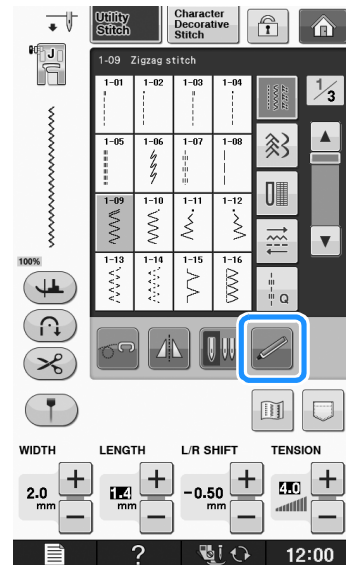 Utility
Stitch
Character
Decorative
Stitch
J
1-09 Zigzag stitch
1-01 1-02 1-03 1-04
1/3
1-05 1-06 1-07 1-08
1-09 1-10 1-11 1-12
1-13 1-14 1-15 1-16
Q
100%
WIDTH LENGTH L/R SHIFT TENSION
2.0 mm + - 1.4 mm + - -0.50 mm + - 4.0 + -
? 12:00